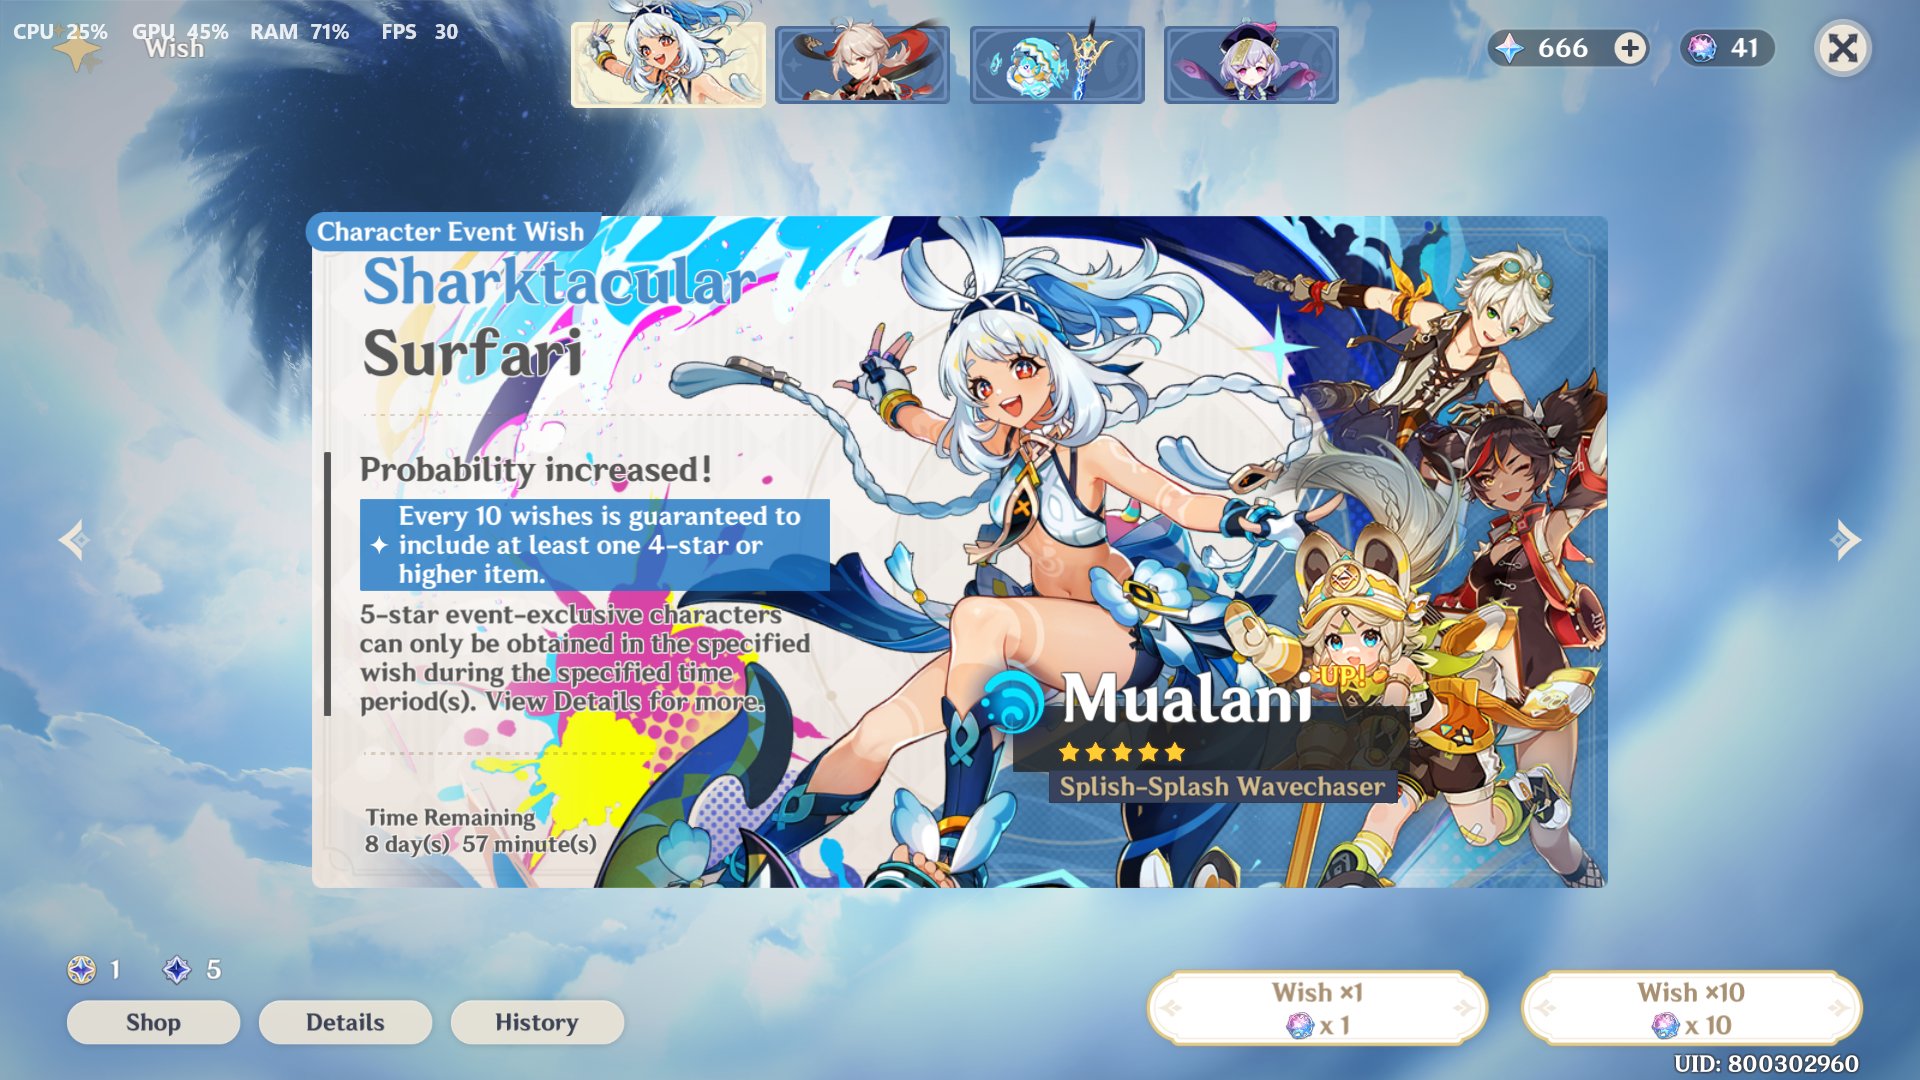 CPU 25% GPU 45% RAM 71% FPS 30
Wish
666
41
Character Event Wish
Sharktacular
Surfari
Probability increased!
Every 10 wishes is guaranteed to
include at least one 4-star or
higher item.
5-star event-exclusive characters
can only be obtained in the specified
wish during the specified time
period(s). View Details for more.
Time Remaining
8 day(s) 57 minute(s)
Mualani UP!
Splish-Splash Wavechaser
1 5
Shop Details History
Wish ×1
x 1
Wish ×10
x 10
UID: 800302960